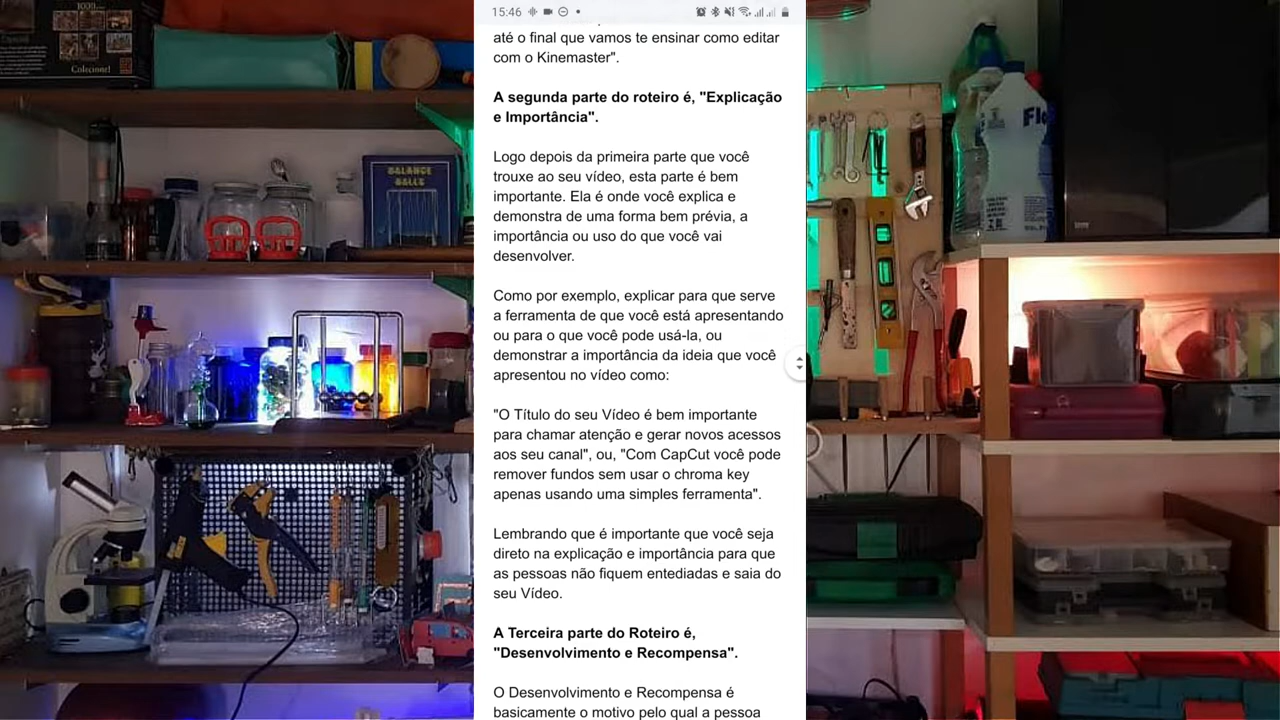 1000
Colecione!
BALANCE
BALLS
15:46
até o final que vamos te ensinar como editar
com o Kinemaster".
A segunda parte do roteiro é, "Explicação
e Importância".
Logo depois da primeira parte que você
trouxe ao seu vídeo, esta parte é bem
importante. Ela é onde você explica e
demonstra de uma forma bem prévia, a
importância ou uso do que você vai
desenvolver.
Como por exemplo, explicar para que serve
a ferramenta de que você está apresentando
ou para o que você pode usá-la, ou
demonstrar a importância da ideia que você
apresentou no vídeo como:
"O Título do seu Vídeo é bem importante
para chamar atenção e gerar novos acessos
aos seu canal", ou, "Com CapCut você pode
remover fundos sem usar o chroma key
apenas usando uma simples ferramenta".
Lembrando que é importante que você seja
direto na explicação e importância para que
as pessoas não fiquem entediadas e saia do
seu Vídeo.
A Terceira parte do Roteiro é,
"Desenvolvimento e Recompensa".
O Desenvolvimento e Recompensa é
basicamente o motivo pelo qual a pessoa